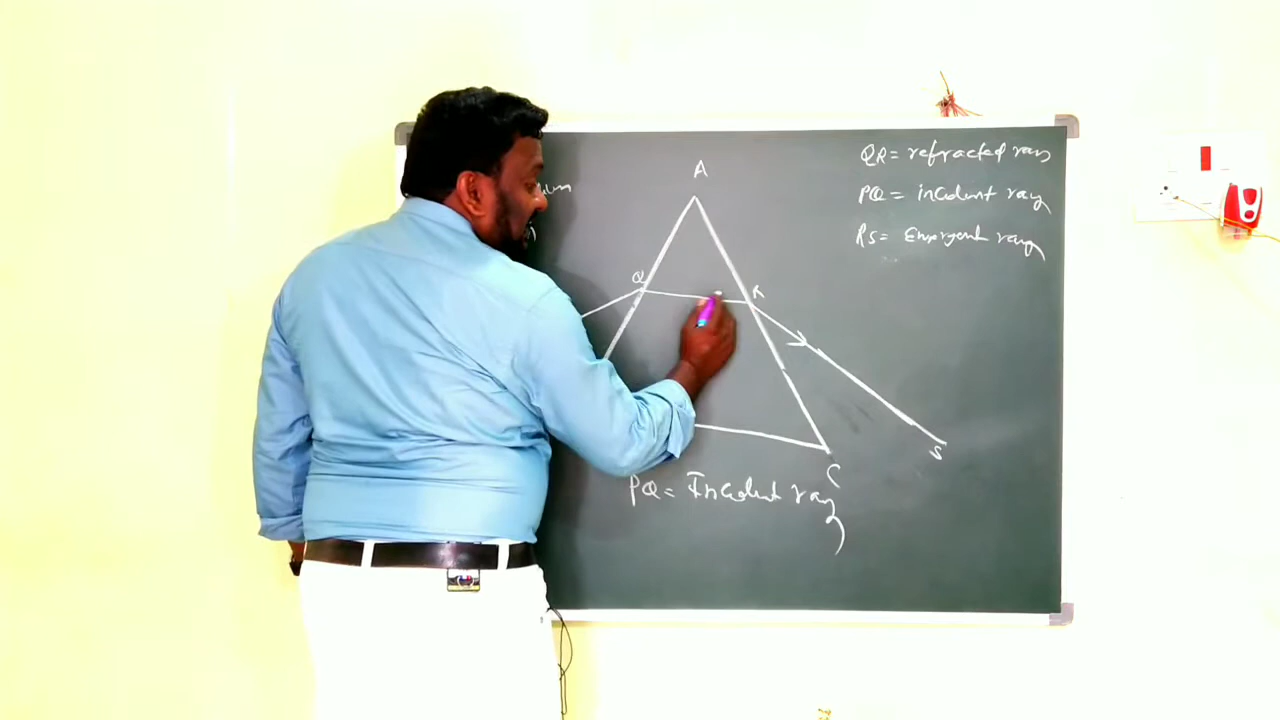 A
Q
R
S
C
PQ = Incident ray
QR = refracted ray
PQ = incident ray
RS = Emergent ray